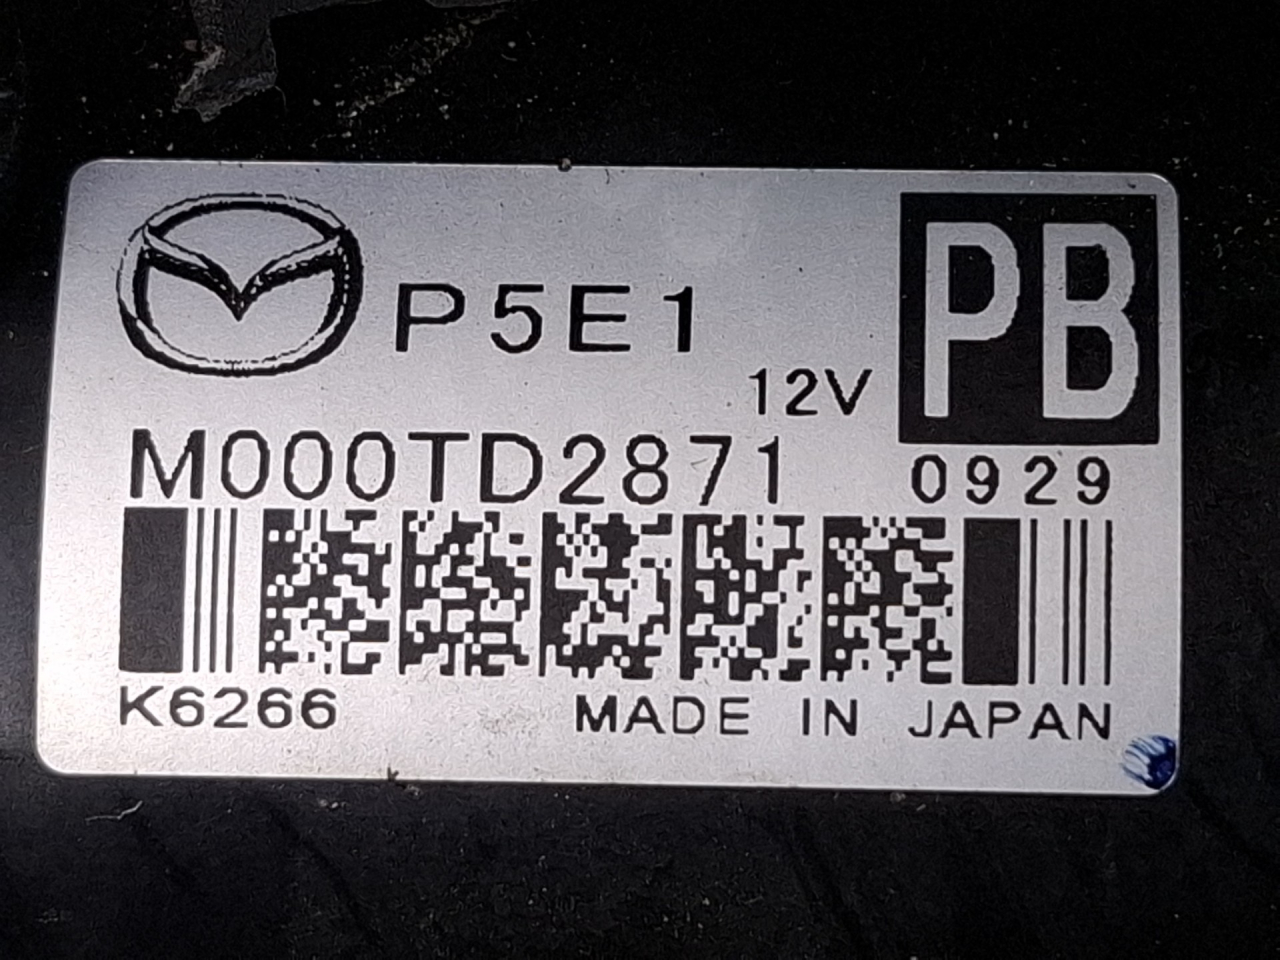 P5E1
PB
12V
M000TD2871
0929
K6266
MADE IN JAPAN